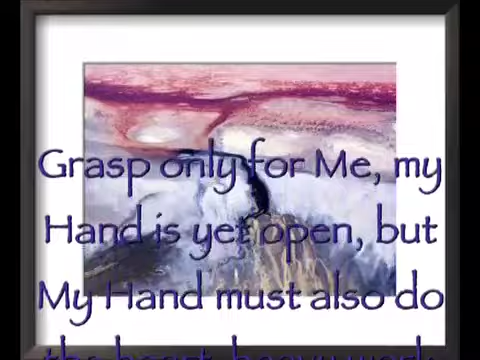 Grasp only for Me, my
Hand is yet open, but
My Hand must also do